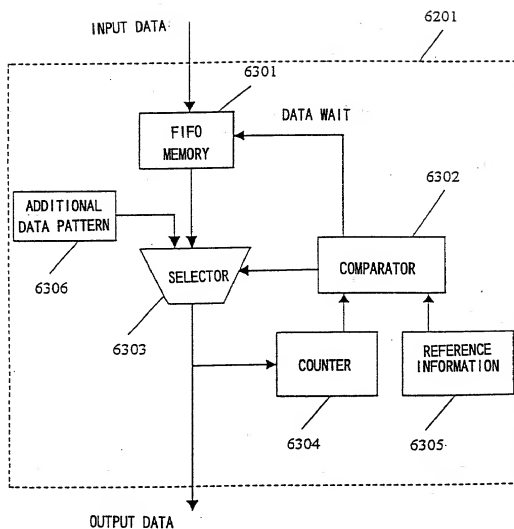 INPUT DATA
6201
6301
FIFO
MEMORY
DATA WAIT
6302
ADDITIONAL
DATA PATTERN
6306
SELECTOR
COMPARATOR
6303
COUNTER
REFERENCE
INFORMATION
6304
6305
OUTPUT DATA